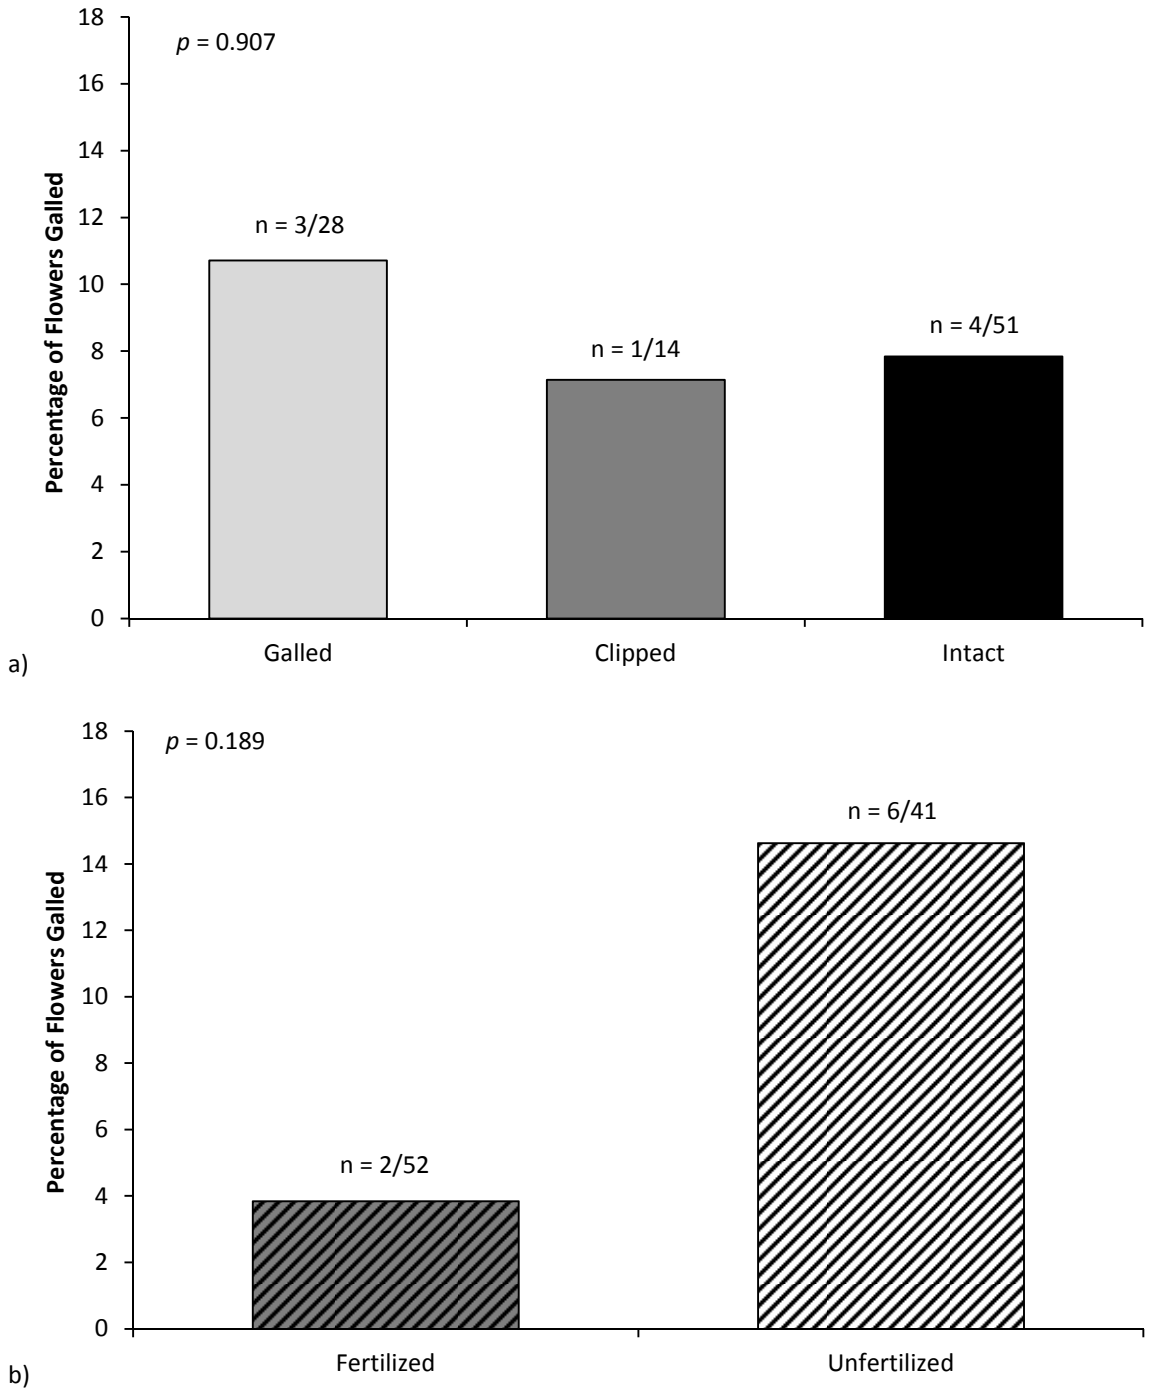 18
p = 0.907
16
14
12
n = 3/28
10
n = 4/51
8
n = 1/14
6
4
2
0
Percentage of Flowers Galled
Galled Clipped Intact
a)
18
p = 0.189
16
n = 6/41
14
12
10
8
6
n = 2/52
4
2
0
Percentage of Flowers Galled
Fertilized Unfertilized
b)